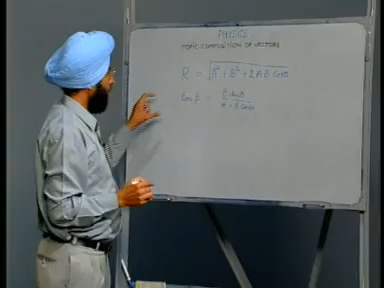 PHYSICS
TOPIC-COMPOSITION OF VECTORS
R = √A² + B² + 2AB Cosθ
tan β = B sinθ / A + B Cosθ